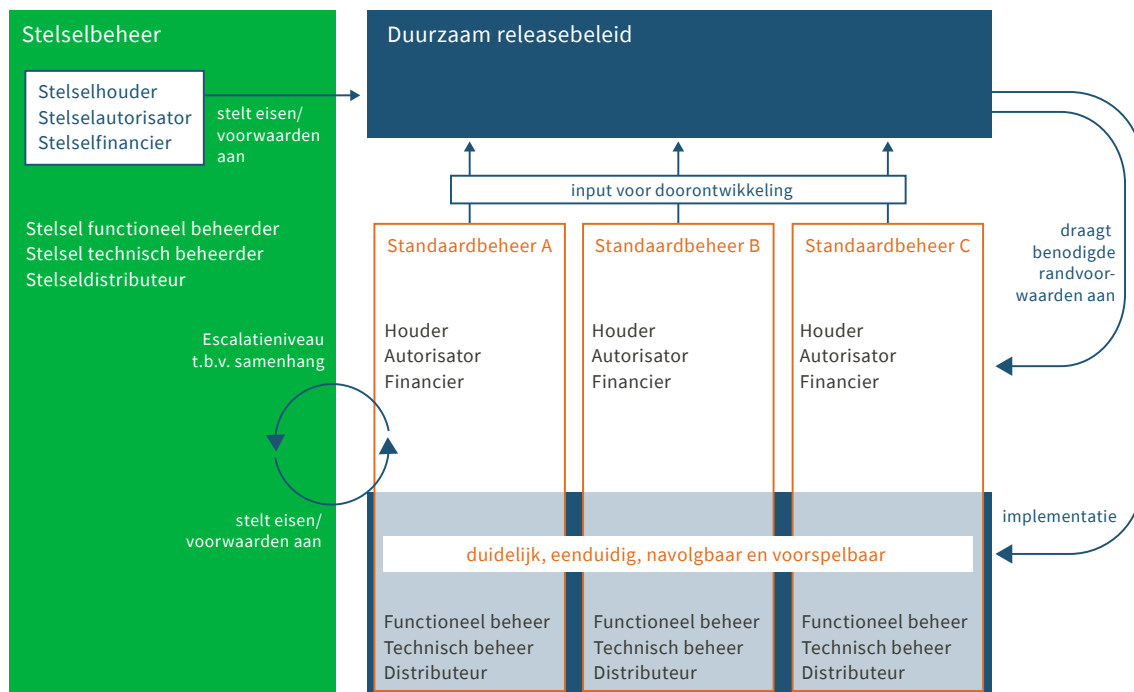 Stelselbeheer
Stelselhouder
Stelselautorisator
Stelselfinancier
stelt eisen/
voorwaarden
aan
Stelsel functioneel beheerder
Stelsel technisch beheerder
Stelseldistributeur
Escalatieniveau
t.b.v. samenhang
stelt eisen/
voorwaarden aan
Duurzaam releasebeleid
input voor doorontwikkeling
Standaardbeheer A
Houder
Autorisator
Financier
Standaardbeheer B
Houder
Autorisator
Financier
Standaardbeheer C
Houder
Autorisator
Financier
duidelijk, eenduidig, navolgbaar en voorspelbaar
Functioneel beheer
Technisch beheer
Distributeur
Functioneel beheer
Technisch beheer
Distributeur
Functioneel beheer
Technisch beheer
Distributeur
draagt
benodigde
randvoor-
waarden aan
implementatie